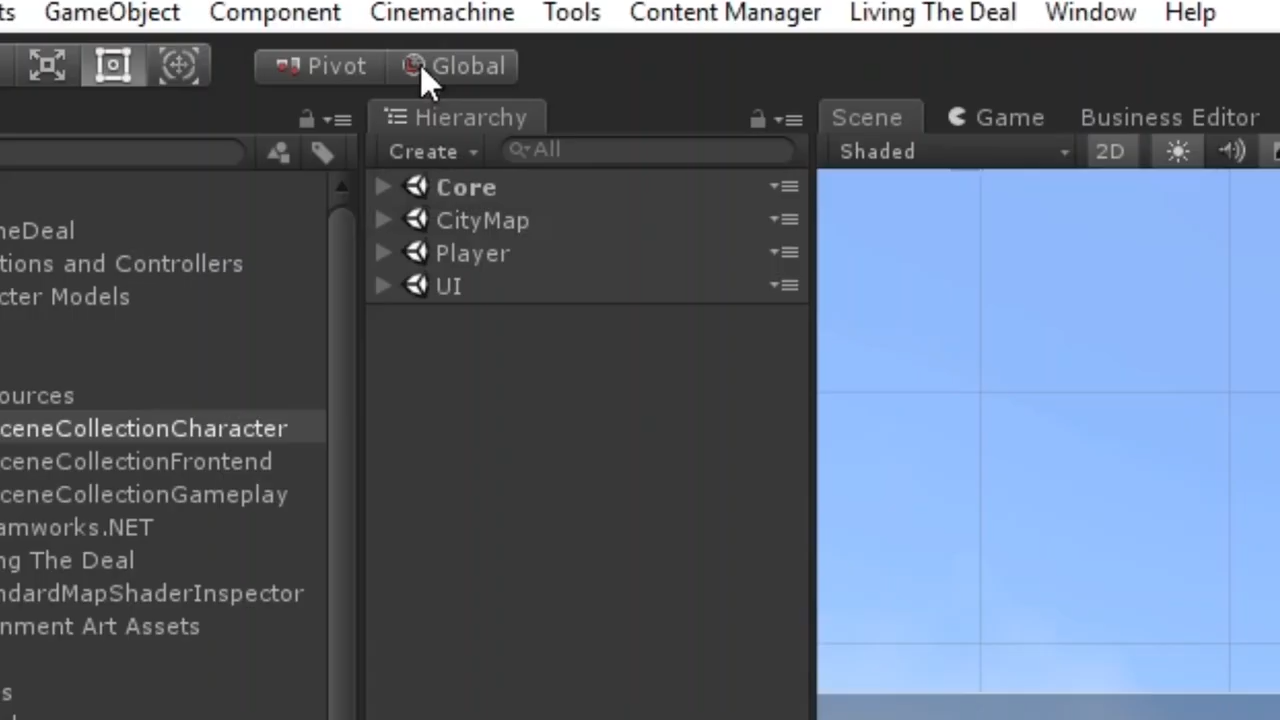 ts GameObject Component Cinemachine Tools Content Manager Living The Deal Window Help
Pivot Global
Hierarchy Scene Game Business Editor
Create All Shaded 2D
Core
CityMap
neDeal
Player
tions and Controllers
UI
cter Models
ources
ceneCollectionCharacter
ceneCollectionFrontend
ceneCollectionGameplay
amworks.NET
ng The Deal
ndardMapShaderInspector
nment Art Assets
s